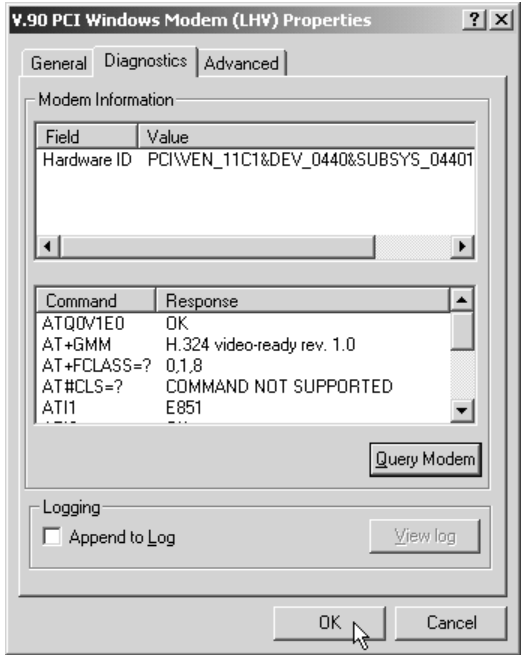 V.90 PCI Windows Modem (LHV) Properties
General Diagnostics Advanced
Modem Information
Field Value
Hardware ID PCI\VEN_11C1&DEV_0440&SUBSYS_04401
Command Response
ATQ0V1E0 OK
AT+GMM H.324 video-ready rev. 1.0
AT+FCLASS=? 0,1,8
AT#CLS=? COMMAND NOT SUPPORTED
ATI1 E851
Query Modem
Logging
Append to Log View log
OK Cancel